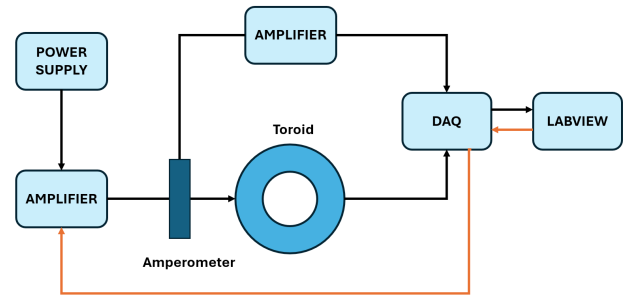 AMPLIFIER
POWER
SUPPLY
DAQ
LABVIEW
Toroid
AMPLIFIER
Amperometer